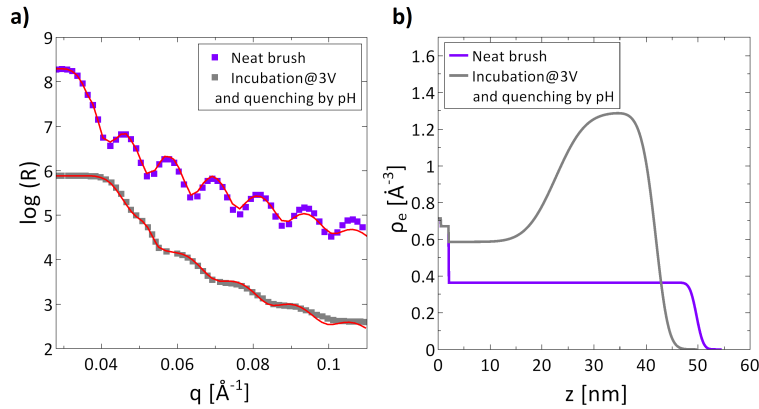 a)
9
8
7
6
5
4
3
2
log (R)
Neat brush
Incubation@3V
and quenching by pH
0.04
0.06
0.08
0.1
q [Å-1]
b)
1.6
1.4
1.2
1.0
0.8
0.6
0.4
0.2
0
ρe [Å-3]
Neat brush
Incubation@3V
and quenching by pH
0
10
20
30
40
50
60
z [nm]